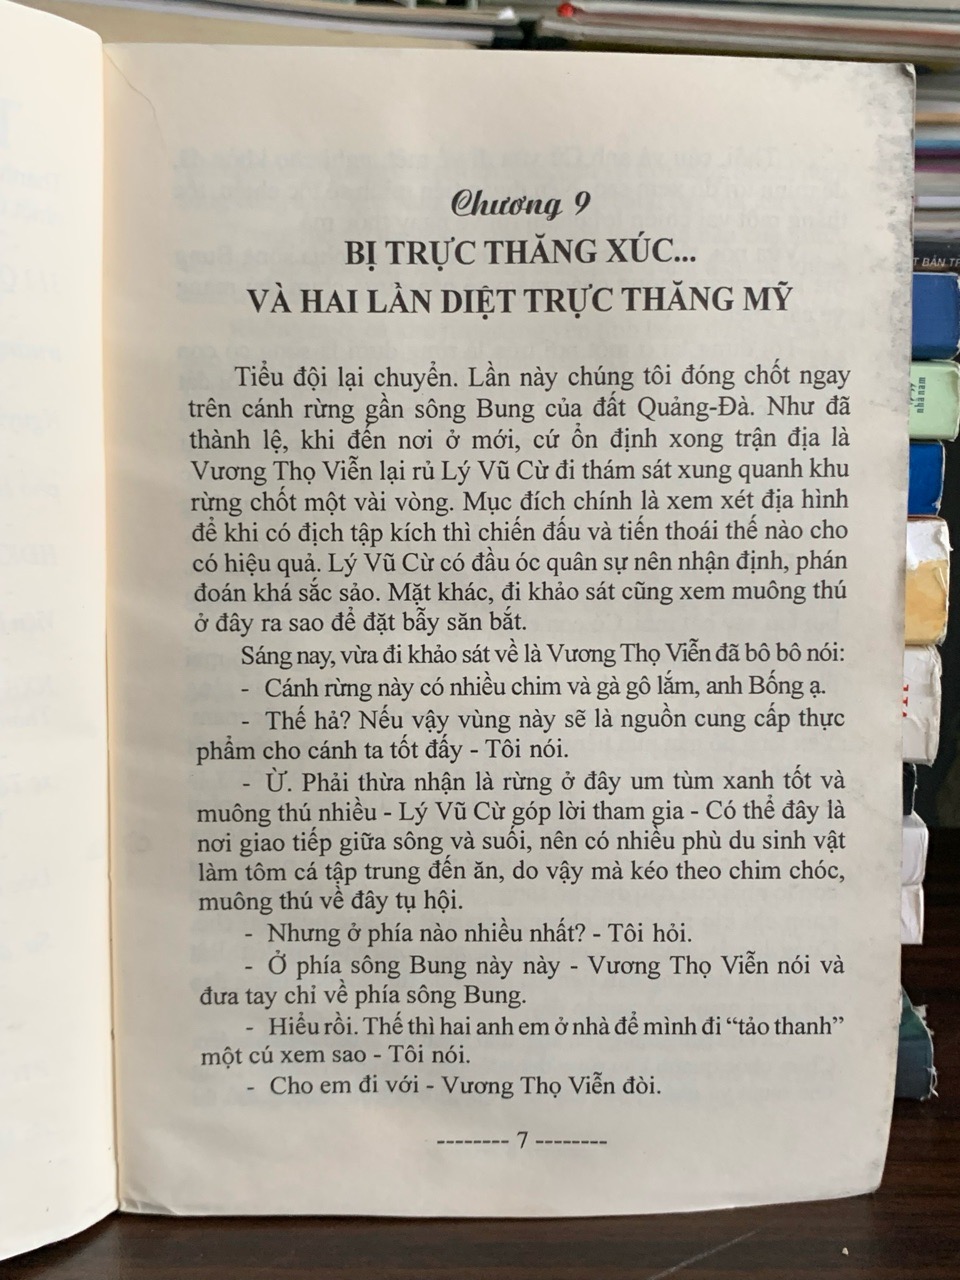 Chương 9
BỊ TRỰC THĂNG XÚC...
VÀ HAI LẦN DIỆT TRỰC THĂNG MỸ
Tiểu đội lại chuyển. Lần này chúng tôi đóng chốt ngay
trên cánh rừng gần sông Bung của đất Quảng-Đà. Như đã
thành lệ, khi đến nơi ở mới, cứ ổn định xong trận địa là
Vương Thọ Viễn lại rủ Lý Vũ Cừ đi thám sát xung quanh khu
rừng chốt một vài vòng. Mục đích chính là xem xét địa hình
để khi có địch tập kích thì chiến đấu và tiến thoái thế nào cho
có hiệu quả. Lý Vũ Cừ có đầu óc quân sự nên nhận định, phán
đoán khá sắc sảo. Mặt khác, đi khảo sát cũng xem muông thú
ở đây ra sao để đặt bẫy săn bắt.
Sáng nay, vừa đi khảo sát về là Vương Thọ Viễn đã bô bô nói:
- Cánh rừng này có nhiều chim và gà gô lắm, anh Bống ạ.
- Thế hả? Nếu vậy vùng này sẽ là nguồn cung cấp thực
phẩm cho cánh ta tốt đấy - Tôi nói.
- Ừ. Phải thừa nhận là rừng ở đây um tùm xanh tốt và
muông thú nhiều - Lý Vũ Cừ góp lời tham gia - Có thể đây là
nơi giao tiếp giữa sông và suối, nên có nhiều phù du sinh vật
làm tôm cá tập trung đến ăn, do vậy mà kéo theo chim chóc,
muông thú về đây tụ hội.
- Nhưng ở phía nào nhiều nhất? - Tôi hỏi.
- Ở phía sông Bung này này - Vương Thọ Viễn nói và
đưa tay chỉ về phía sông Bung.
- Hiểu rồi. Thế thì hai anh em ở nhà để mình đi “tảo thanh”
một cú xem sao - Tôi nói.
- Cho em đi với - Vương Thọ Viễn đòi.
-------- 7 --------
T BẢN TR
nhã nam